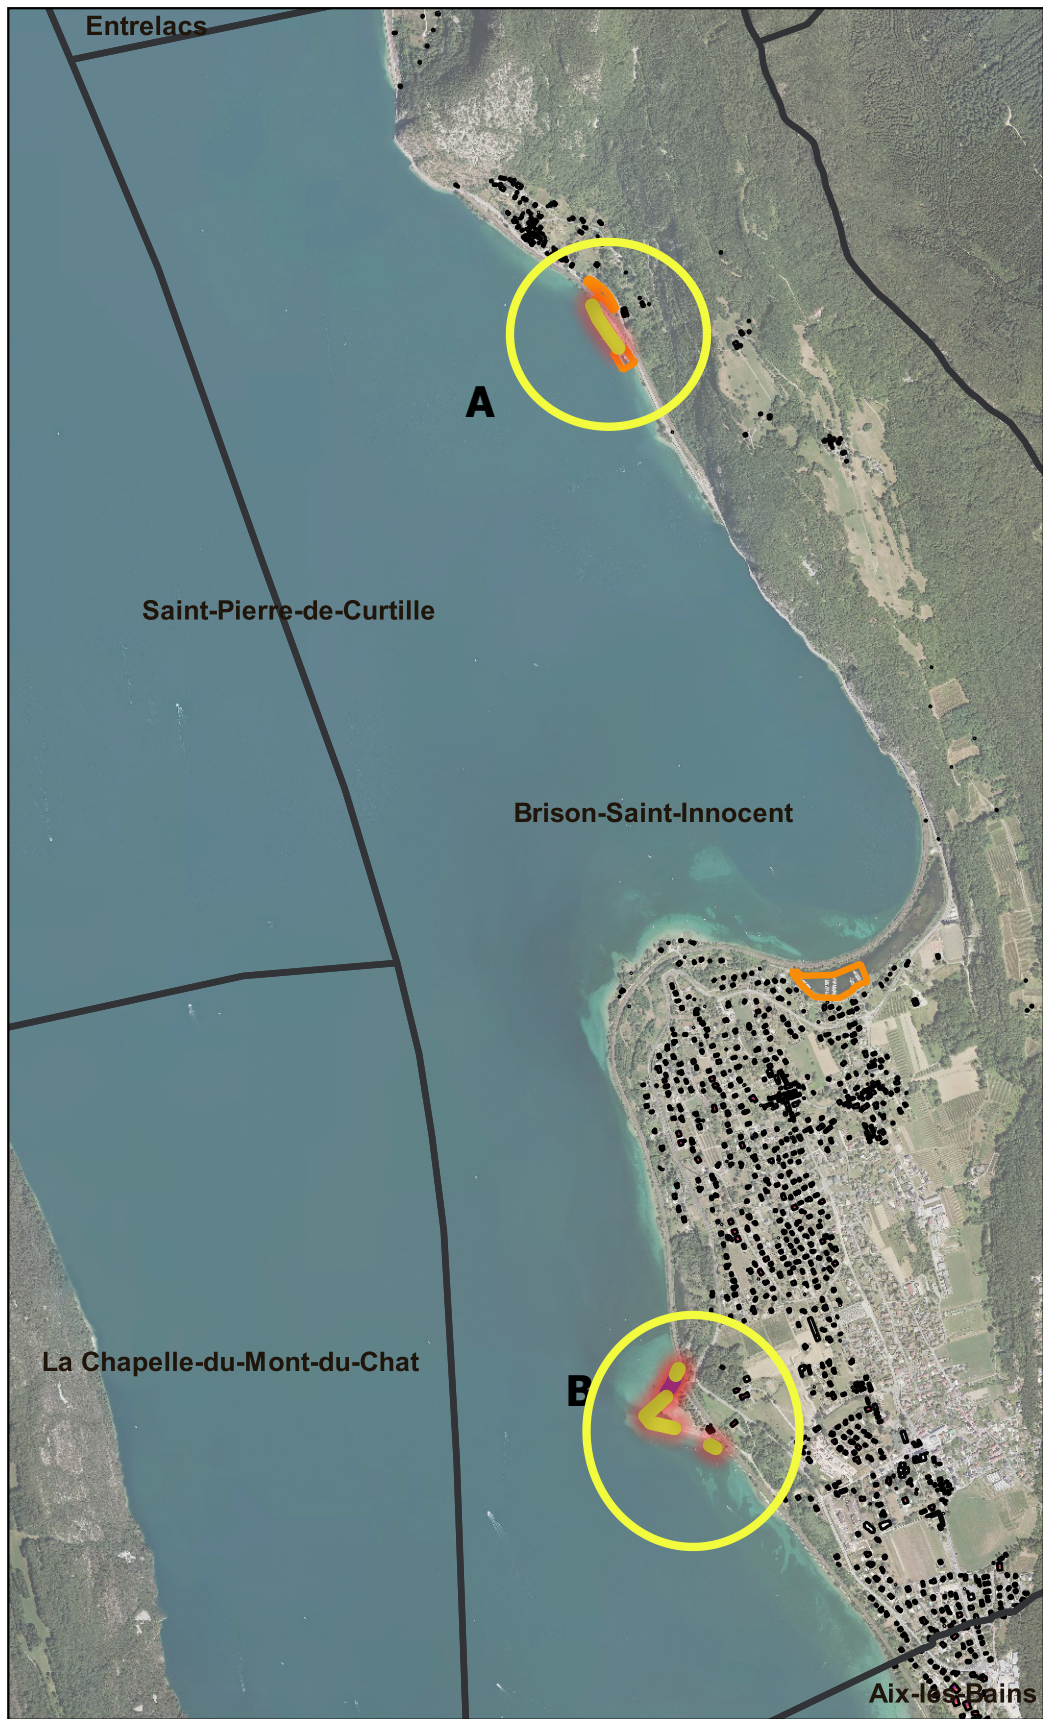 Entrelacs
A
Saint-Pierre-de-Curtille
Brison-Saint-Innocent
La Chapelle-du-Mont-du-Chat
B
Aix-les-Bains